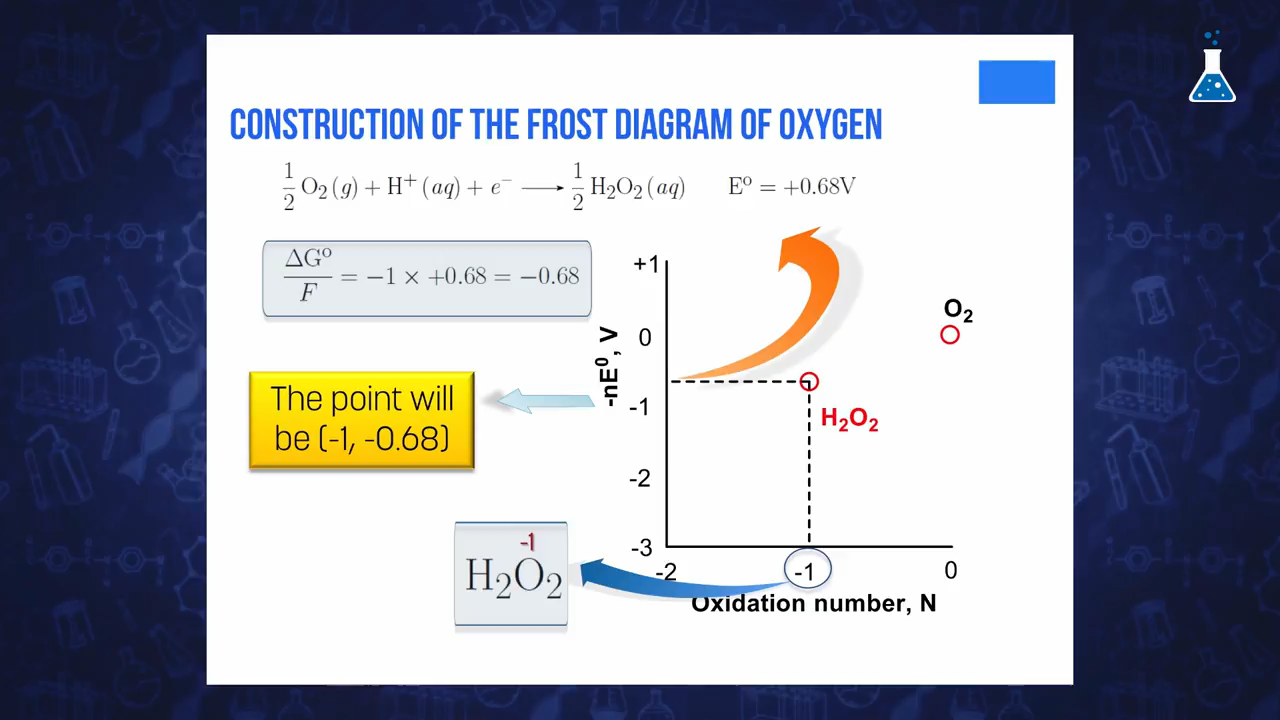 CONSTRUCTION OF THE FROST DIAGRAM OF OXYGEN
1/2 O₂(g) + H⁺(aq) + e⁻ ⟶ 1/2 H₂O₂(aq) E° = +0.68V
ΔG°/F = −1 × +0.68 = −0.68
The point will
be (-1, -0.68)
-nE⁰, V
+1
0
-1
-2
-3
O₂
H₂O₂
-2 -1 0
Oxidation number, N
-1
H₂O₂